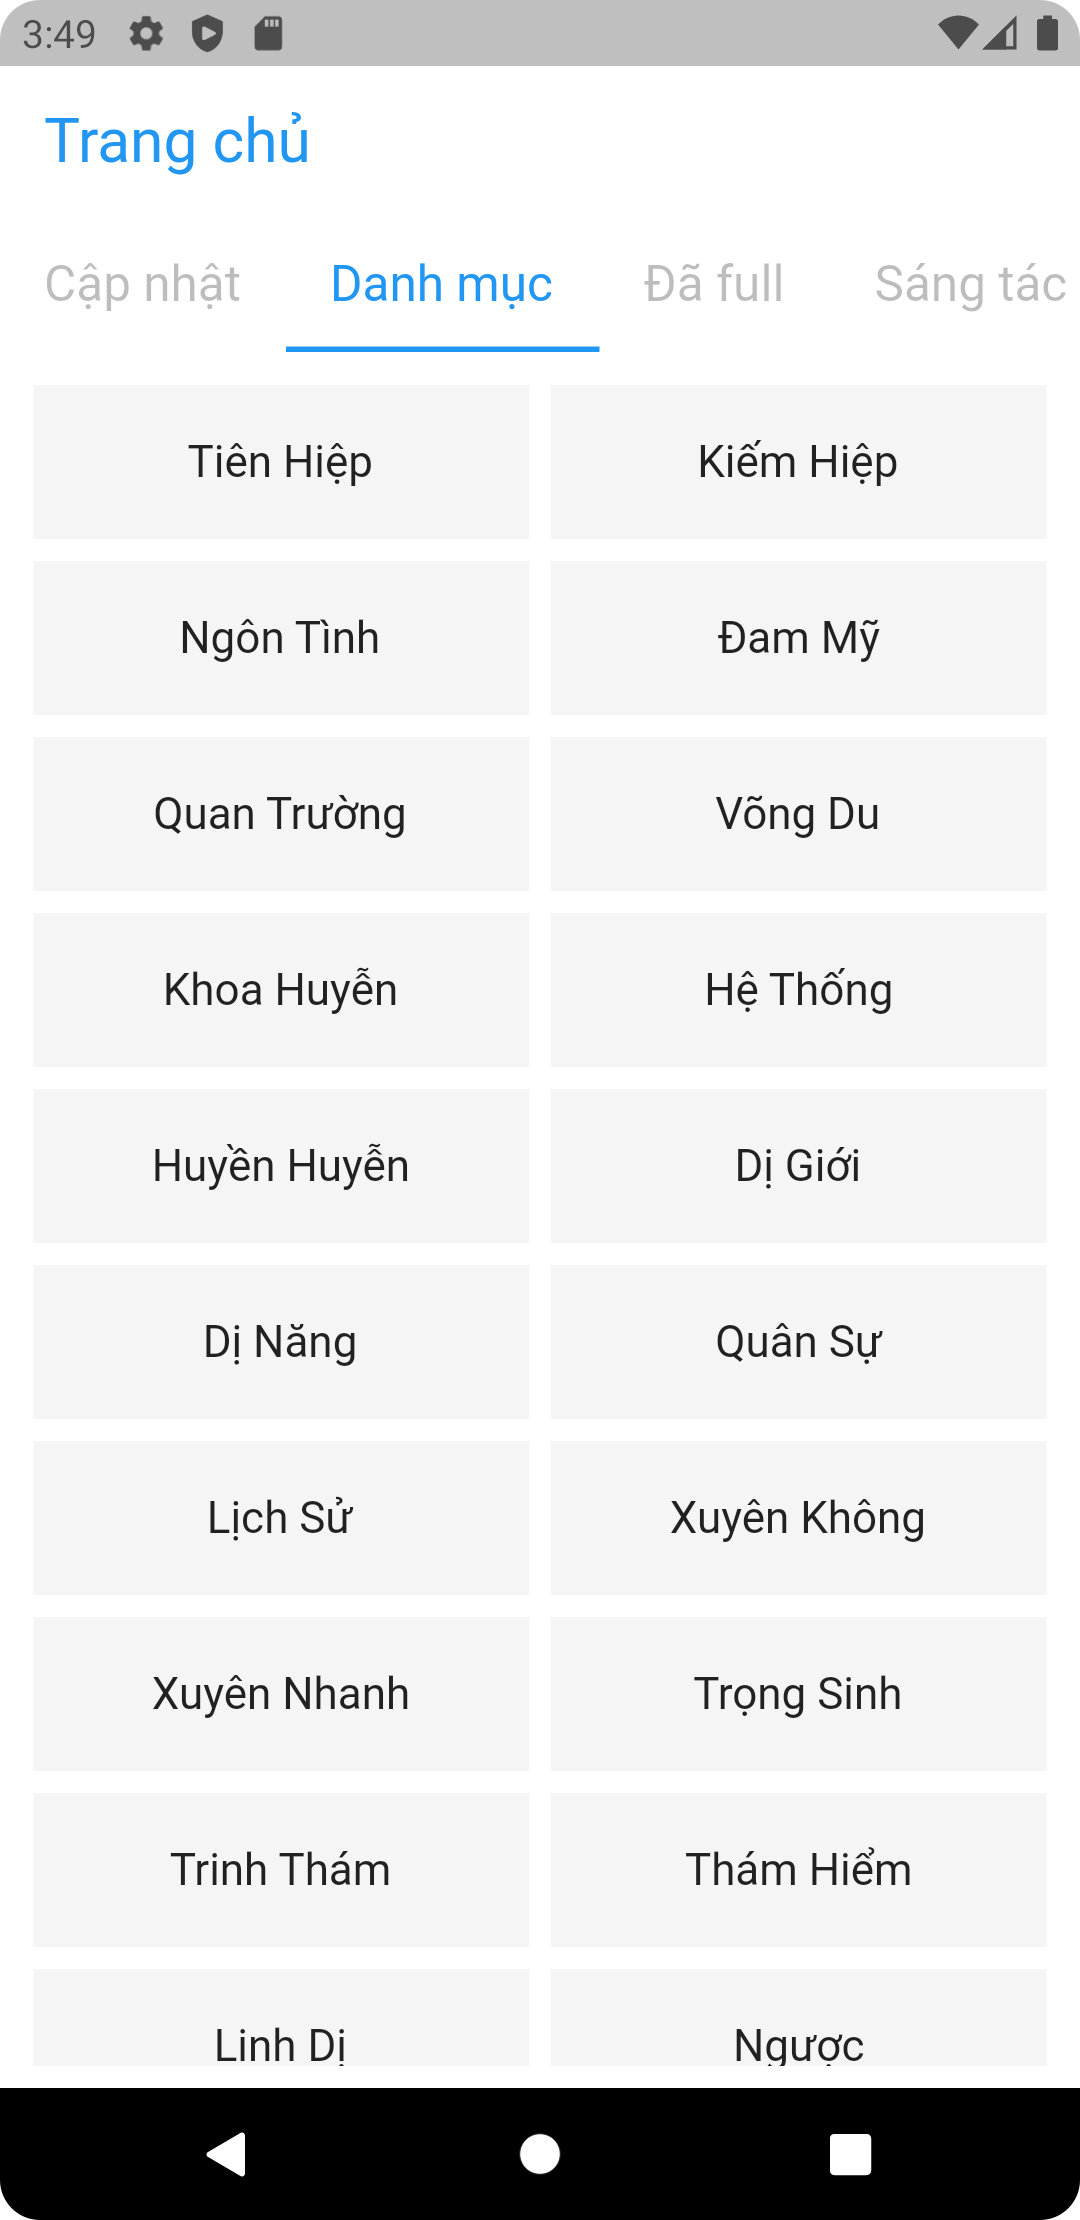 3:49
Trang chủ
Cập nhật Danh mục Đã full Sáng tác
Tiên Hiệp Kiếm Hiệp
Ngôn Tình Đam Mỹ
Quan Trường Võng Du
Khoa Huyễn Hệ Thống
Huyền Huyễn Dị Giới
Dị Năng Quân Sự
Lịch Sử Xuyên Không
Xuyên Nhanh Trọng Sinh
Trinh Thám Thám Hiểm
Linh Dị Ngược